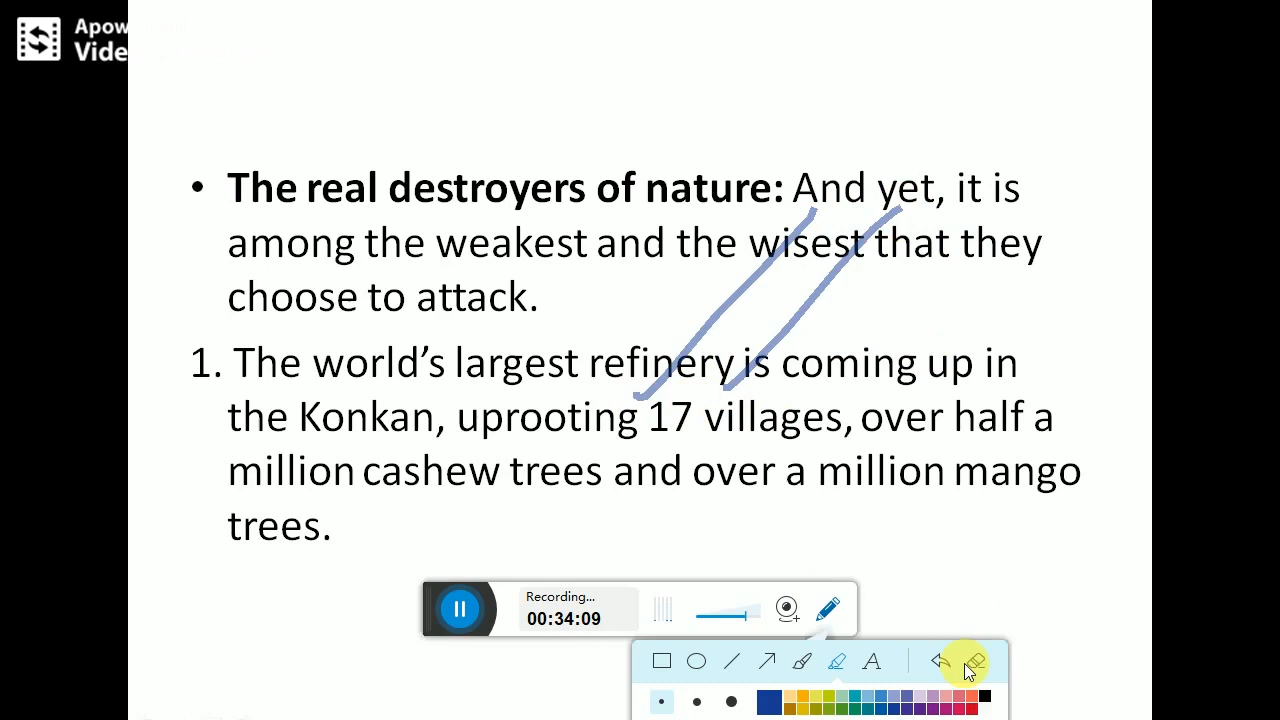 Apow
Vide
• The real destroyers of nature: And yet, it is
among the weakest and the wisest that they
choose to attack.
1. The world’s largest refinery is coming up in
the Konkan, uprooting 17 villages, over half a
million cashew trees and over a million mango
trees.
Recording...
00:34:09
A